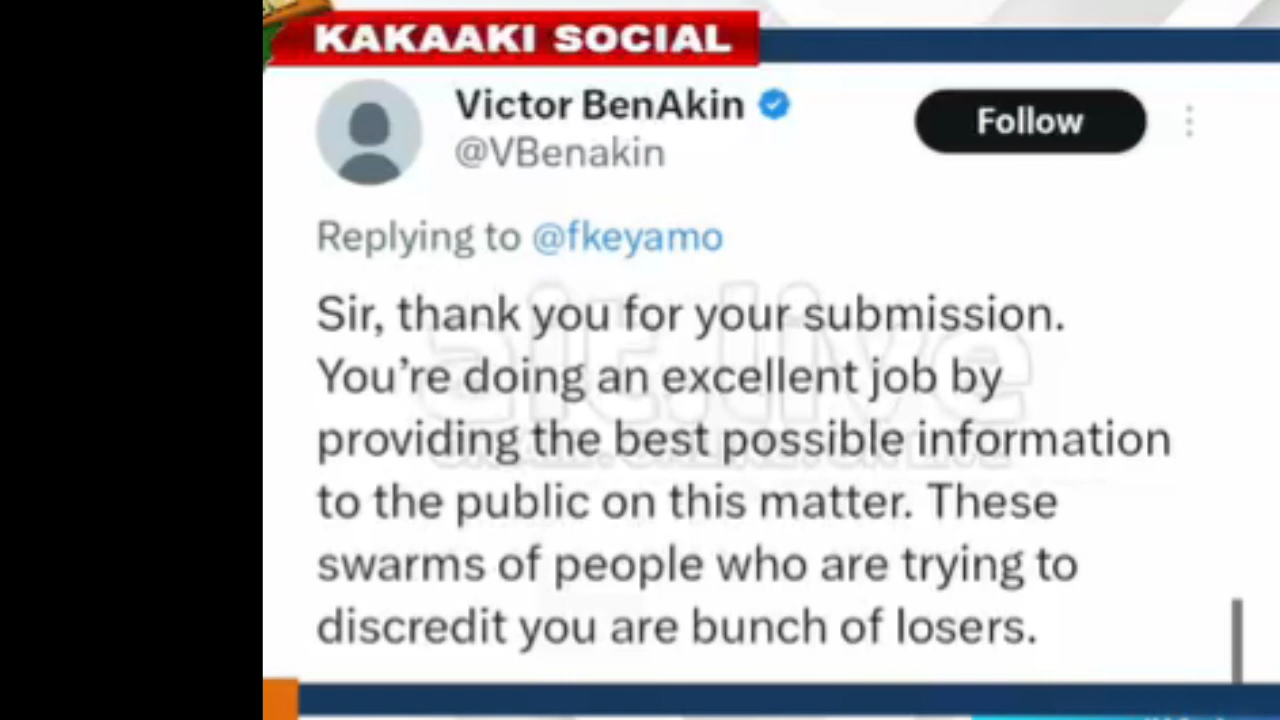 KAKAAKI SOCIAL
Victor BenAkin
@VBenakin
Follow
Replying to @fkeyamo
Sir, thank you for your submission.
You’re doing an excellent job by
providing the best possible information
to the public on this matter. These
swarms of people who are trying to
discredit you are bunch of losers.
ait.live